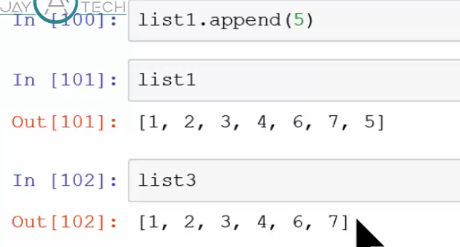 JAY A TECH
In [100]: list1.append(5)
In [101]: list1
Out[101]: [1, 2, 3, 4, 6, 7, 5]
In [102]: list3
Out[102]: [1, 2, 3, 4, 6, 7]